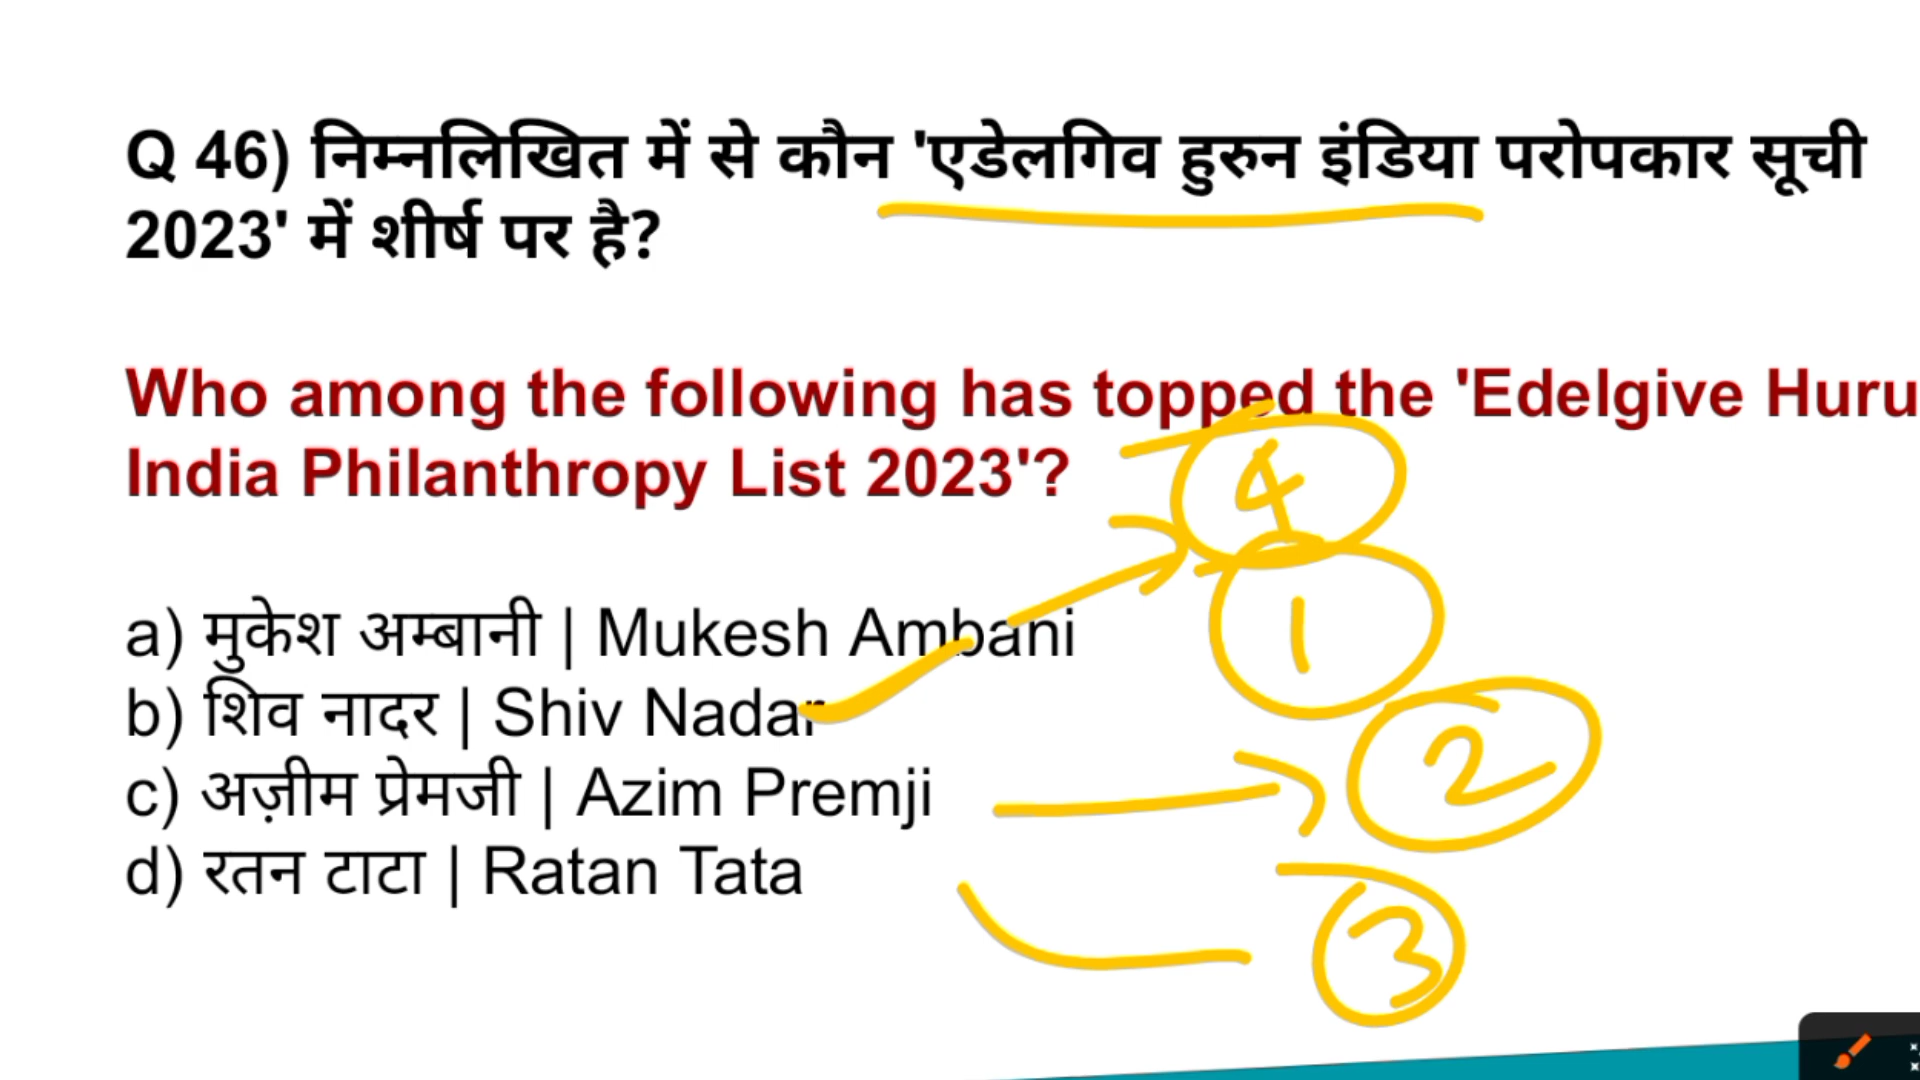 Q 46) निम्नलिखित में से कौन 'एडेलगिव हुरुन इंडिया परोपकार सूची
2023' में शीर्ष पर है?
Who among the following has topped the 'Edelgive Huru
India Philanthropy List 2023'?
4
a) मुकेश अम्बानी | Mukesh Ambani
1
b) शिव नादर | Shiv Nadar
c) अज़ीम प्रेमजी | Azim Premji
2
d) रतन टाटा | Ratan Tata
3